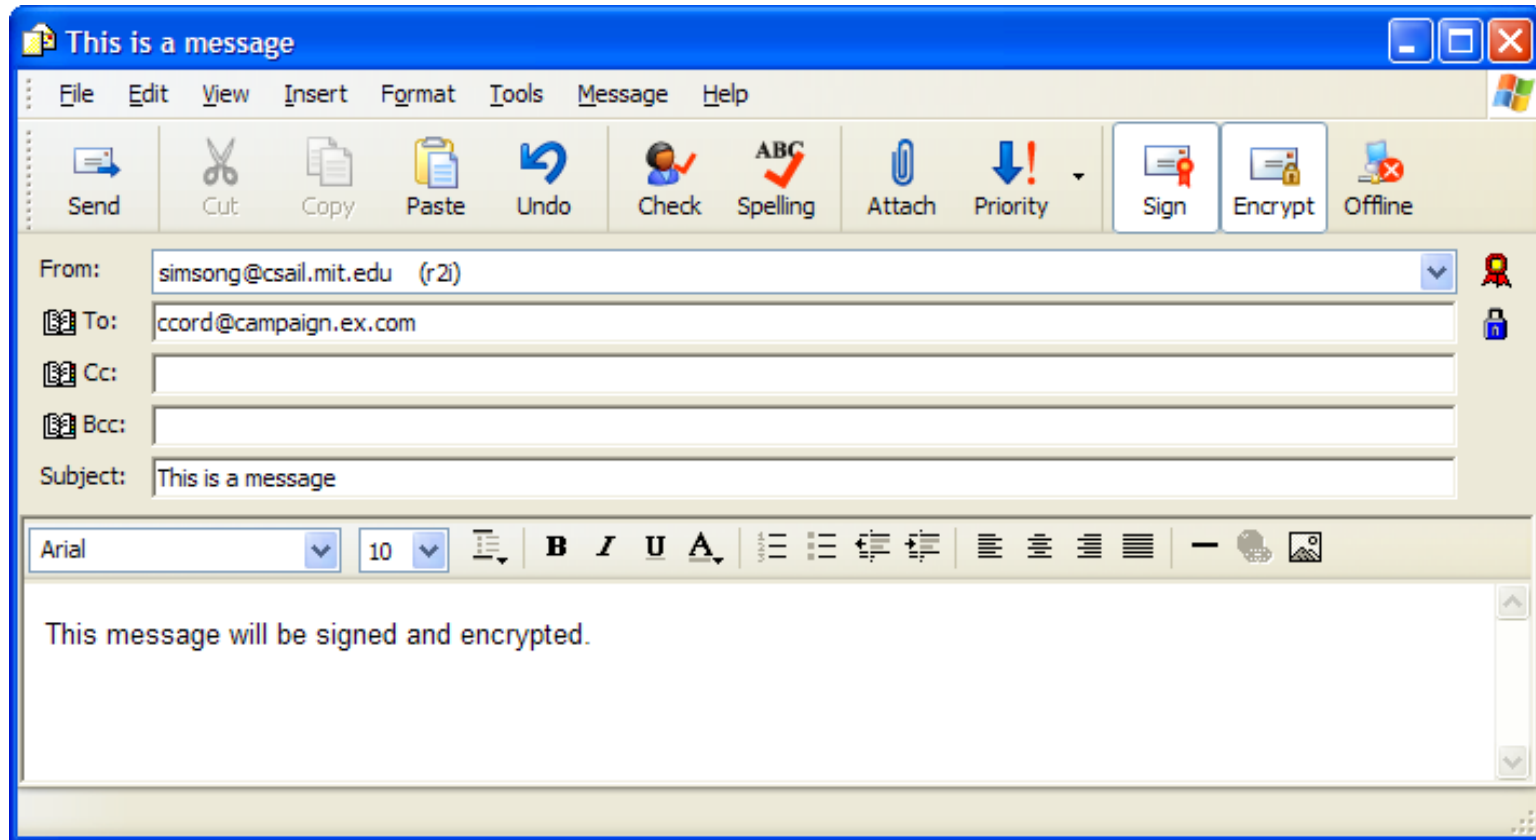 This is a message
File Edit View Insert Format Tools Message Help
ABC
Send Cut Copy Paste Undo Check Spelling Attach Priority Sign Encrypt Offline
From: simsong@csail.mit.edu (r2i)
To: ccord@campaign.ex.com
Cc:
Bcc:
Subject: This is a message
Arial 10 B I U A
This message will be signed and encrypted.